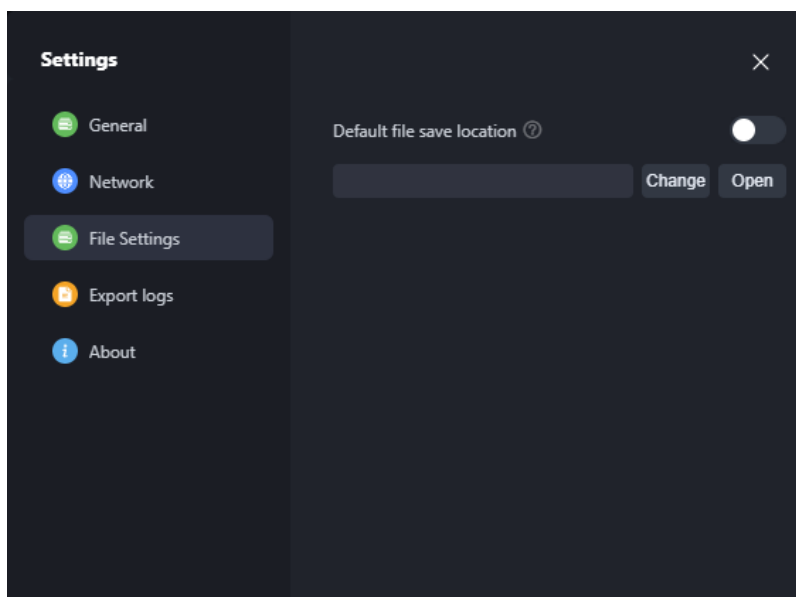 Settings
General
Network
File Settings
Export logs
About
Default file save location
Change
Open